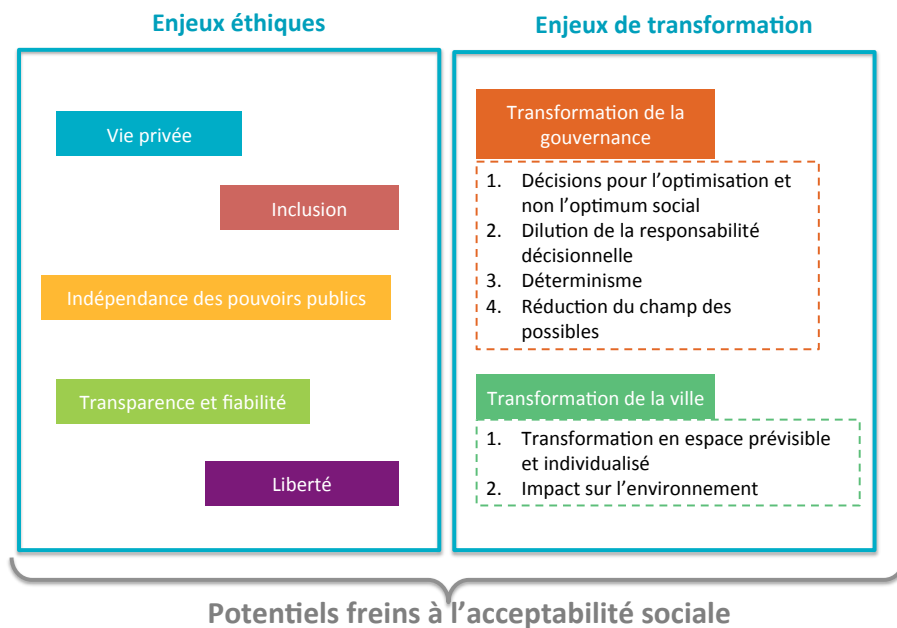 Enjeux éthiques
Vie privée
Inclusion
Indépendance des pouvoirs publics
Transparence et fiabilité
Liberté
Enjeux de transformation
Transformation de la
gouvernance
1. Décisions pour l'optimisation et
non l'optimum social
2. Dilution de la responsabilité
décisionnelle
3. Déterminisme
4. Réduction du champ des
possibles
Transformation de la ville
1. Transformation en espace prévisible
et individualisé
2. Impact sur l'environnement
Potentiels freins à l'acceptabilité sociale